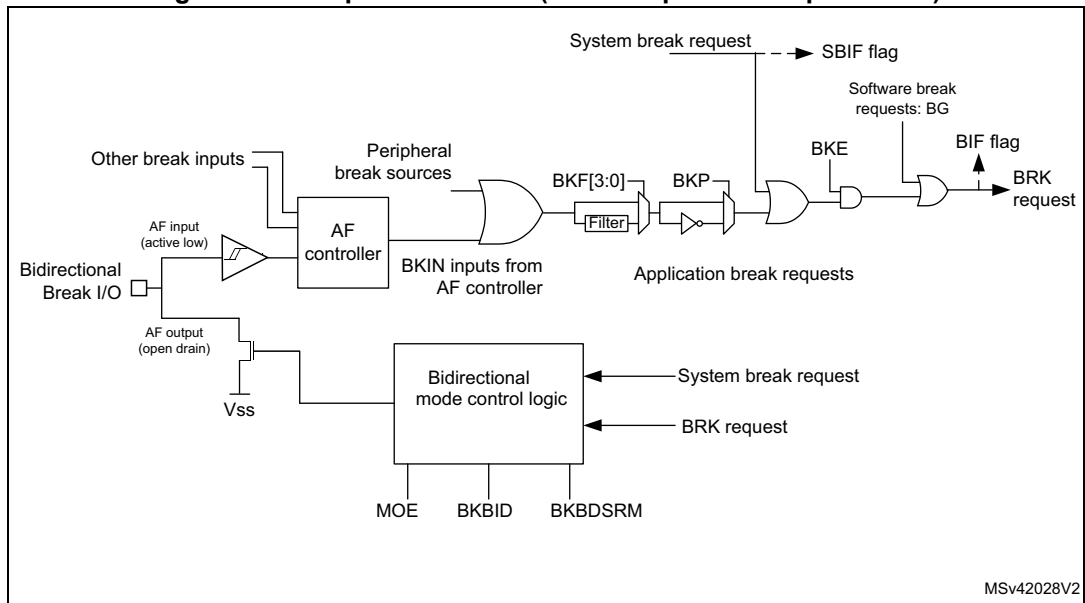 System break request
SBIF flag
Software break
requests: BG
BIF flag
BKE
BRK
request
Other break inputs
Peripheral
break sources
BKF[3:0]
BKP
Filter
AF input
(active low)
AF
controller
Bidirectional
Break I/O
BKIN inputs from
AF controller
Application break requests
AF output
(open drain)
Vss
Bidirectional
mode control logic
System break request
BRK request
MOE
BKBID
BKBDSRM
MSv42028V2